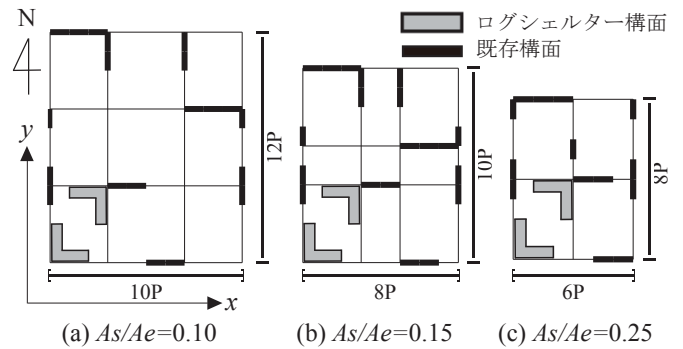 N
ログシェルター構面
既存構面
y
x
12P
10P
10P
8P
8P
6P
(a) As/Ae=0.10
(b) As/Ae=0.15
(c) As/Ae=0.25